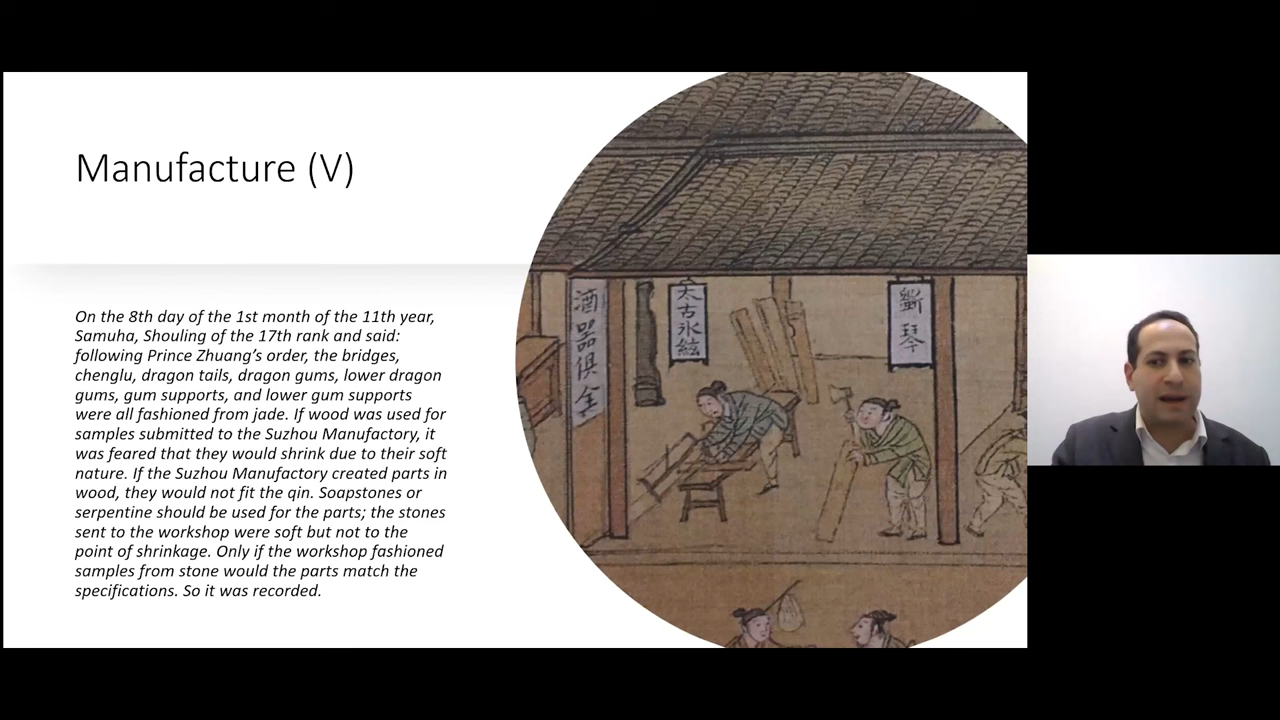 Manufacture (V)
On the 8th day of the 1st month of the 11th year,
Samuha, Shouling of the 17th rank and said:
following Prince Zhuang's order, the bridges,
chenglu, dragon tails, dragon gums, lower dragon
gums, gum supports, and lower gum supports
were all fashioned from jade. If wood was used for
samples submitted to the Suzhou Manufactory, it
was feared that they would shrink due to their soft
nature. If the Suzhou Manufactory created parts in
wood, they would not fit the qin. Soapstones or
serpentine should be used for the parts; the stones
sent to the workshop were soft but not to the
point of shrinkage. Only if the workshop fashioned
samples from stone would the parts match the
specifications. So it was recorded.
酒器俱全
太古冰絃
斲琴